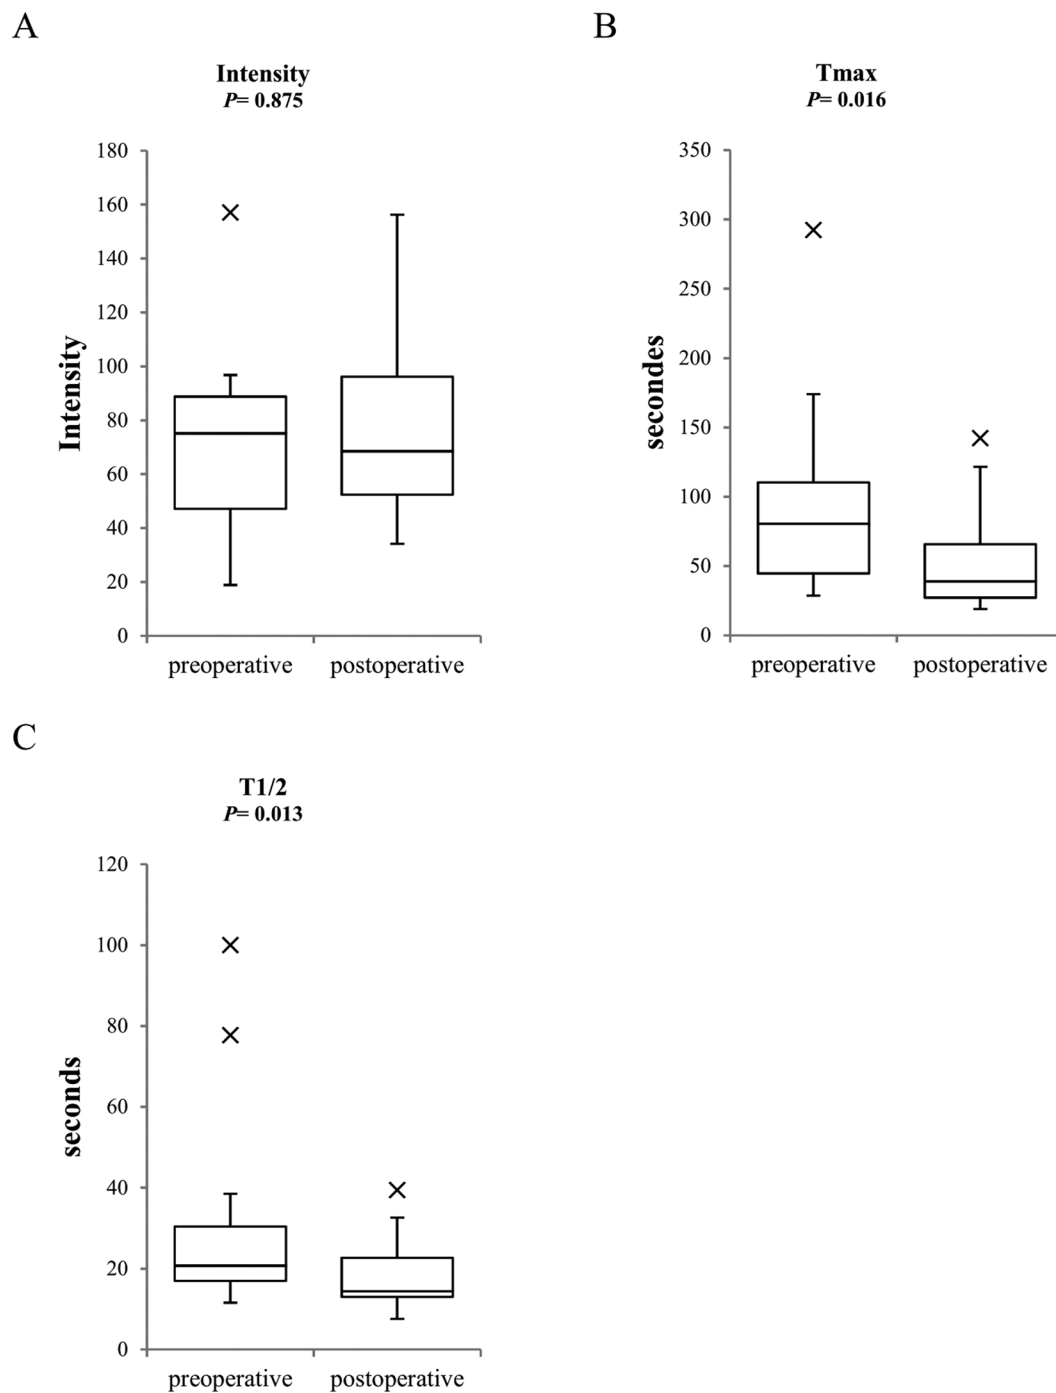 A
Intensity
P= 0.875
180
160
140
120
100
80
60
40
20
0
Intensity
preoperative postoperative
B
Tmax
P= 0.016
350
300
250
200
150
100
50
0
secondes
preoperative postoperative
C
T1/2
P= 0.013
120
100
80
60
40
20
0
seconds
preoperative postoperative